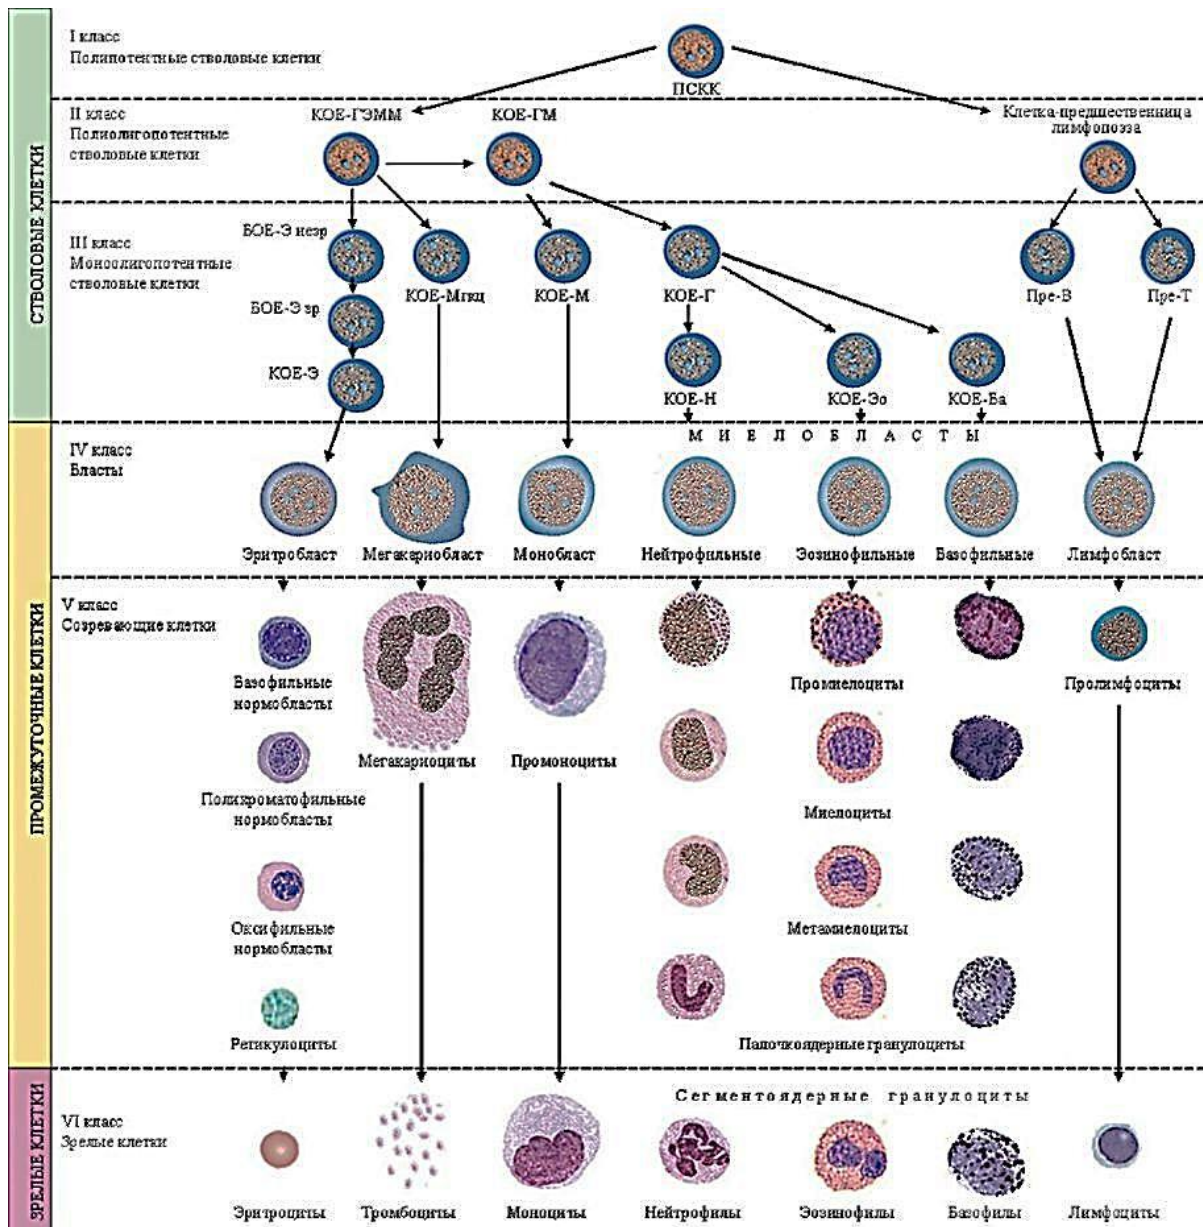 I класс
Полипотентные стволовые клетки
ПСКК
II класс
Полиолигопотентные
стволовые клетки
КОЕ-ГЭММ
КОЕ-ГМ
Клетка-предшественница
лимфопоэза
СТВОЛОВЫЕ КЛЕТКИ
III класс
Моноолигопотентные
стволовые клетки
БОЕ-Э незр
КОЕ-Мгкц
КОЕ-М
КОЕ-Г
Пре-В
Пре-Т
БОЕ-Э зр
КОЕ-Э
КОЕ-Н
КОЕ-Эо
КОЕ-Ба
IV класс
Бласты
МИЕЛОБЛАСТЫ
Эритробласт
Мегакариобласт
Монобласт
Нейтрофильные
Эозинофильные
Базофильные
Лимфобласт
ПРОМЕЖУТОЧНЫЕ КЛЕТКИ
V класс
Созревающие клетки
Базофильные
нормобласты
Промиелоциты
Пролимфоциты
Мегакариоциты
Промоноциты
Полихроматофильные
нормобласты
Миелоциты
Оксифильные
нормобласты
Метамиелоциты
Ретикулоциты
Палочкоядерные гранулоциты
ЗРЕЛЫЕ КЛЕТКИ
VI класс
Зрелые клетки
Сегментоядерные гранулоциты
Эритроциты
Тромбоциты
Моноциты
Нейтрофилы
Эозинофилы
Базофилы
Лимфоциты